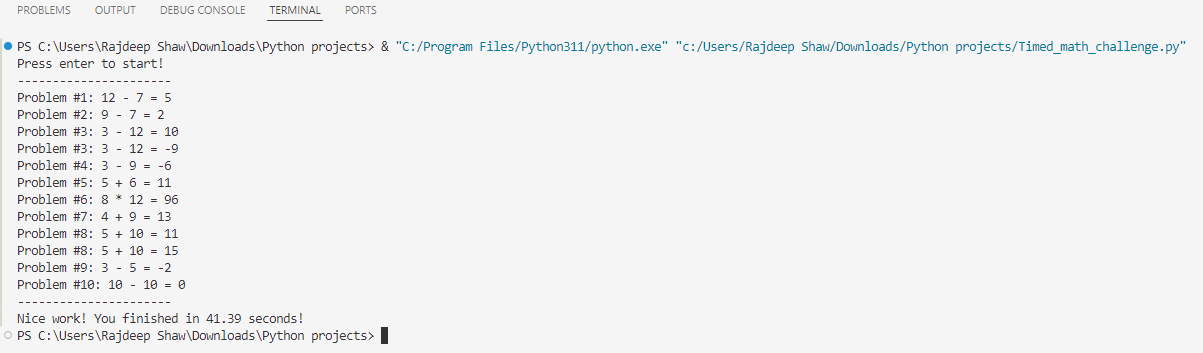 PROBLEMS OUTPUT DEBUG CONSOLE TERMINAL PORTS
PS C:\Users\Rajdeep Shaw\Downloads\Python projects> & "C:/Program Files/Python311/python.exe" "c:/Users/Rajdeep Shaw/Downloads/Python projects/Timed_math_challenge.py"
Press enter to start!
----------------------
Problem #1: 12 - 7 = 5
Problem #2: 9 - 7 = 2
Problem #3: 3 - 12 = 10
Problem #3: 3 - 12 = -9
Problem #4: 3 - 9 = -6
Problem #5: 5 + 6 = 11
Problem #6: 8 * 12 = 96
Problem #7: 4 + 9 = 13
Problem #8: 5 + 10 = 11
Problem #8: 5 + 10 = 15
Problem #9: 3 - 5 = -2
Problem #10: 10 - 10 = 0
----------------------
Nice work! You finished in 41.39 seconds!
PS C:\Users\Rajdeep Shaw\Downloads\Python projects>